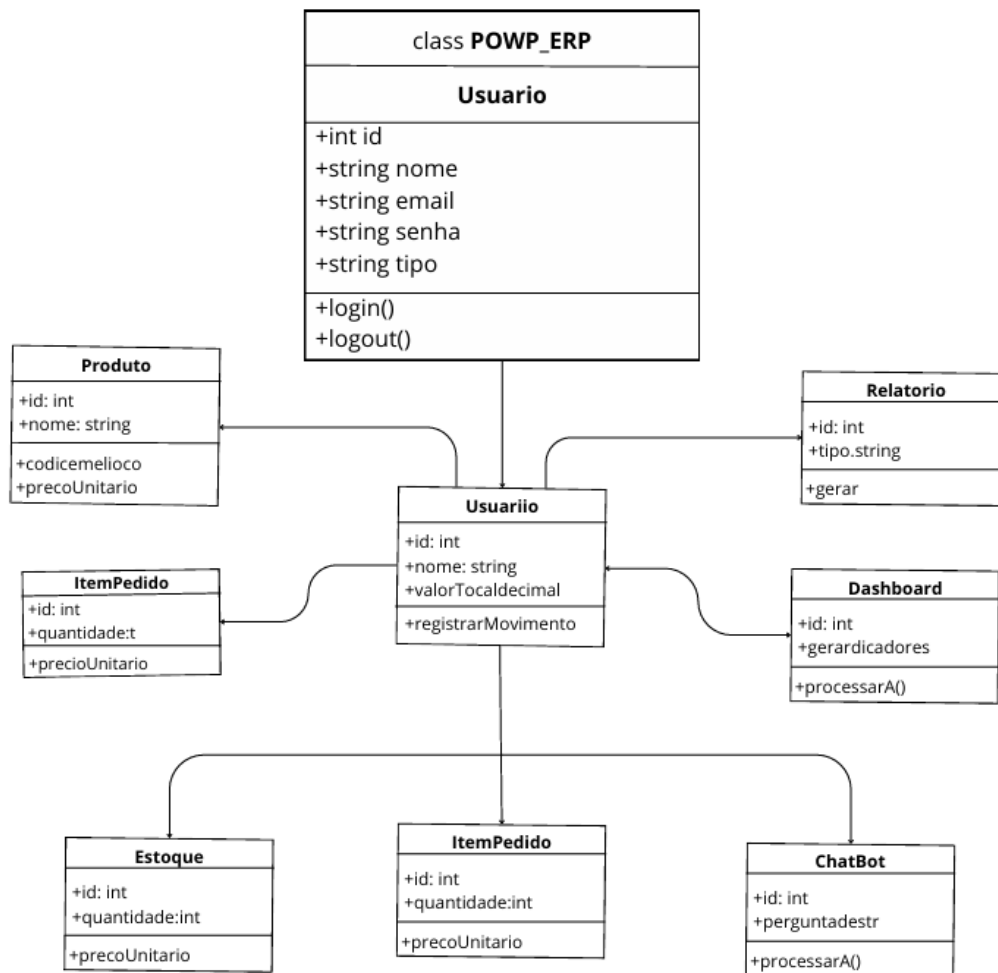 class POWP_ERP
Usuario
+int id
+string nome
+string email
+string senha
+string tipo
+login()
+logout()
Produto
+id: int
+nome: string
+codicemelioco
+precoUnitario
Relatorio
+id: int
+tipo.string
+gerar
Usuariio
+id: int
+nome: string
+valorTocaldecimal
+registrarMovimento
ItemPedido
+id: int
+quantidade:t
+precioUnitario
Dashboard
+id: int
+gerardicadores
+processarA()
Estoque
+id: int
+quantidade:int
+precoUnitario
ItemPedido
+id: int
+quantidade:int
+precoUnitario
ChatBot
+id: int
+perguntadestr
+processarA()